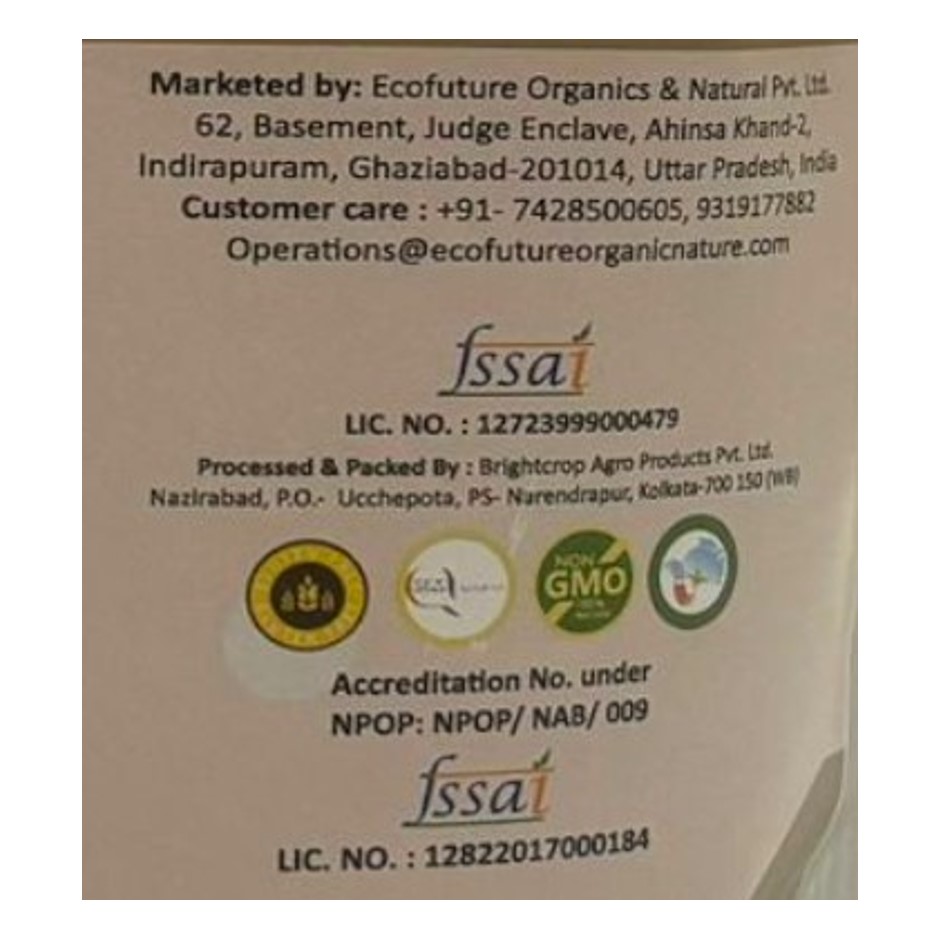 Marketed by: Ecofuture Organics & Natural Pvt. Ltd.
62, Basement, Judge Enclave, Ahinsa Khand-2,
Indirapuram, Ghaziabad-201014, Uttar Pradesh, India
Customer care : +91- 7428500605, 9319177882
Operations@ecofutureorganicnature.com
fssai
LIC. NO. : 12723999000479
Processed & Packed By : Brightcrop Agro Products Pvt. Ltd.
Nazirabad, P.O.- Ucchepota, PS- Narendrapur, Kolkata-700 150 (WB)
NON
GMO
Accreditation No. under
NPOP: NPOP/ NAB/ 009
fssai
LIC. NO. : 12822017000184